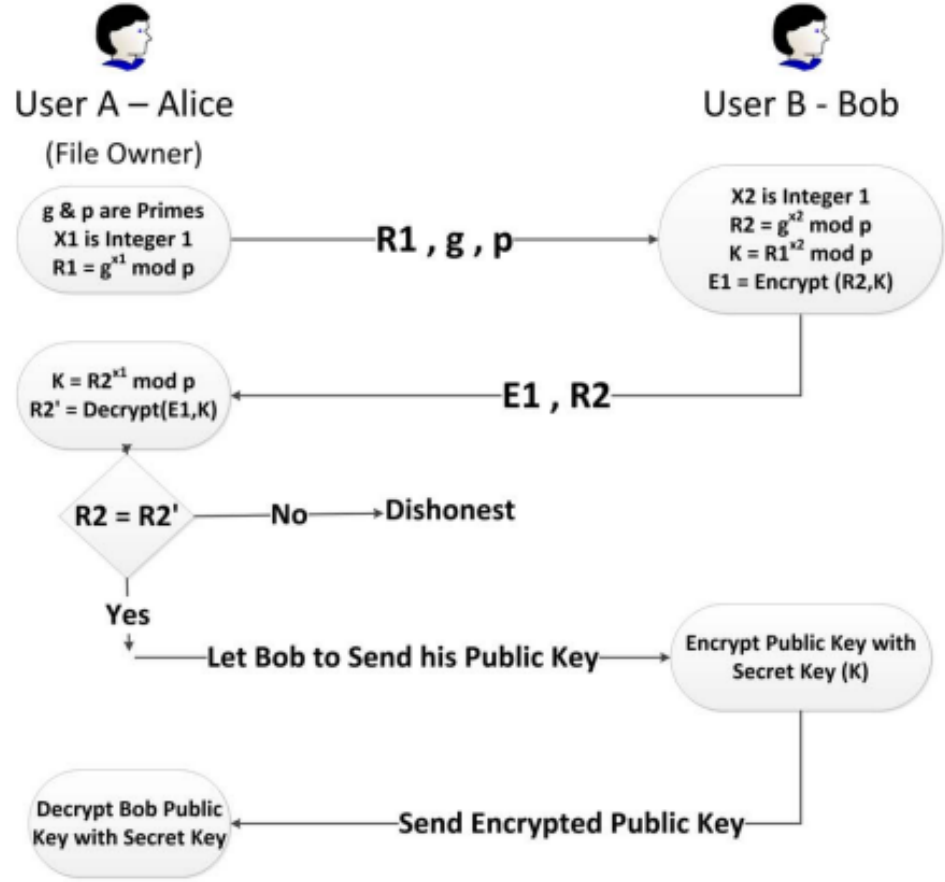 User A – Alice
(File Owner)
User B - Bob
g & p are Primes
X1 is Integer 1
R1 = g^x1 mod p
R1 , g , p
X2 is Integer 1
R2 = g^x2 mod p
K = R1^x2 mod p
E1 = Encrypt (R2,K)
K = R2^x1 mod p
R2' = Decrypt(E1,K)
E1 , R2
R2 = R2'
No
Dishonest
Yes
Let Bob to Send his Public Key
Encrypt Public Key with
Secret Key (K)
Decrypt Bob Public
Key with Secret Key
Send Encrypted Public Key